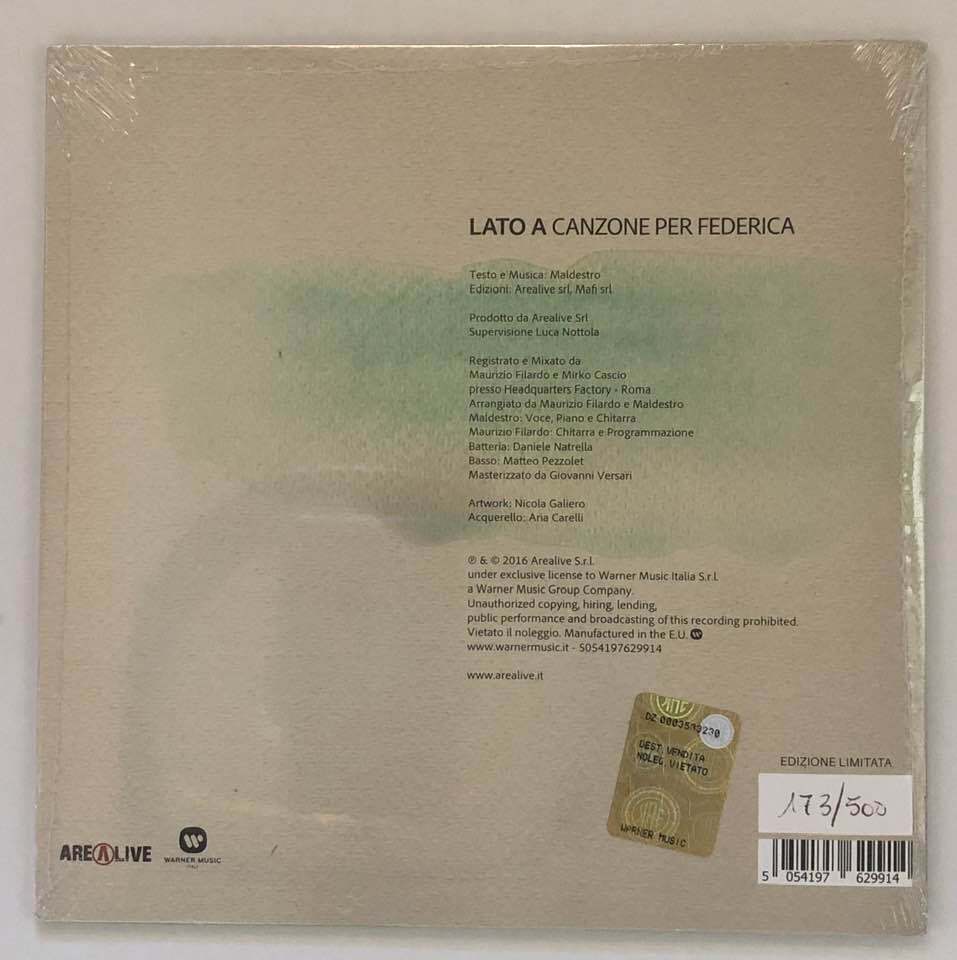 LATO A CANZONE PER FEDERICA
Testo e Musica: Maldestro
Edizioni: Arealive srl, Mafi srl
Prodotto da Arealive Srl
Supervisione Luca Nottola
Registrato e Mixato da
Maurizio Filardo e Mirko Cascio
presso Headquarters Factory - Roma
Arrangiato da Maurizio Filardo e Maldestro
Maldestro: Voce, Piano e Chitarra
Maurizio Filardo: Chitarra e Programmazione
Batteria: Daniele Natrella
Basso: Matteo Pezzolet
Masterizzato da Giovanni Versari
Artwork: Nicola Galiero
Acquerello: Ana Carelli
℗ & © 2016 Arealive S.r.l.
under exclusive license to Warner Music Italia S.r.l.
a Warner Music Group Company.
Unauthorized copying, hiring, lending,
public performance and broadcasting of this recording prohibited.
Vietato il noleggio. Manufactured in the E.U.
www.warnermusic.it - 5054197629914
www.arealive.it
DZ
DEST.VENDITA
NOLEG.VIETATO
WARNER MUSIC
EDIZIONE LIMITATA
173/500
5 054197 629914
AREALIVE
WARNER MUSIC